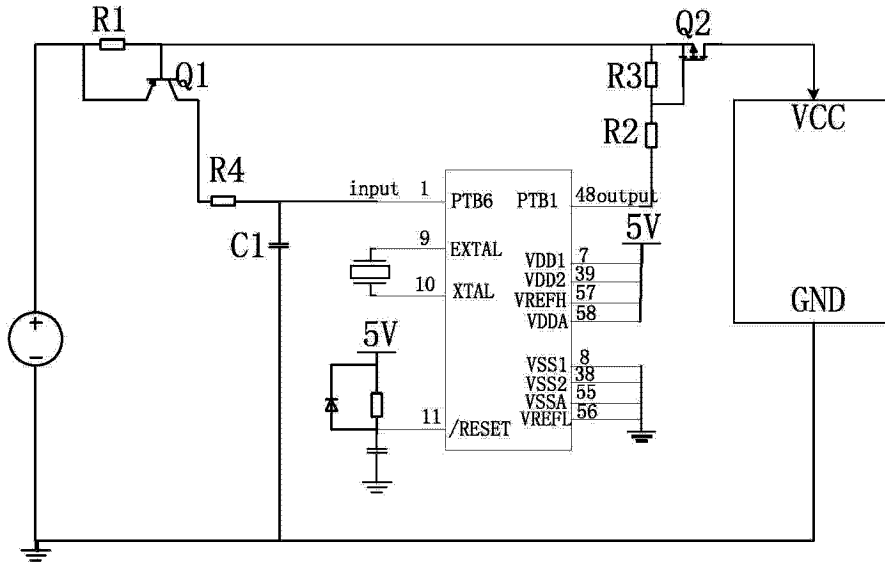 R1
Q2
Q1
R3
VCC
R2
R4
input 1 PTB6 PTB1 48output
5V
C1
9 EXTAL
VDD1 7
VDD2 39
10 XTAL
VREFH 57
GND
VDDA 58
+
5V
−
VSS1 8
VSS2 38
VSSA 55
11 /RESET
VREFL 56